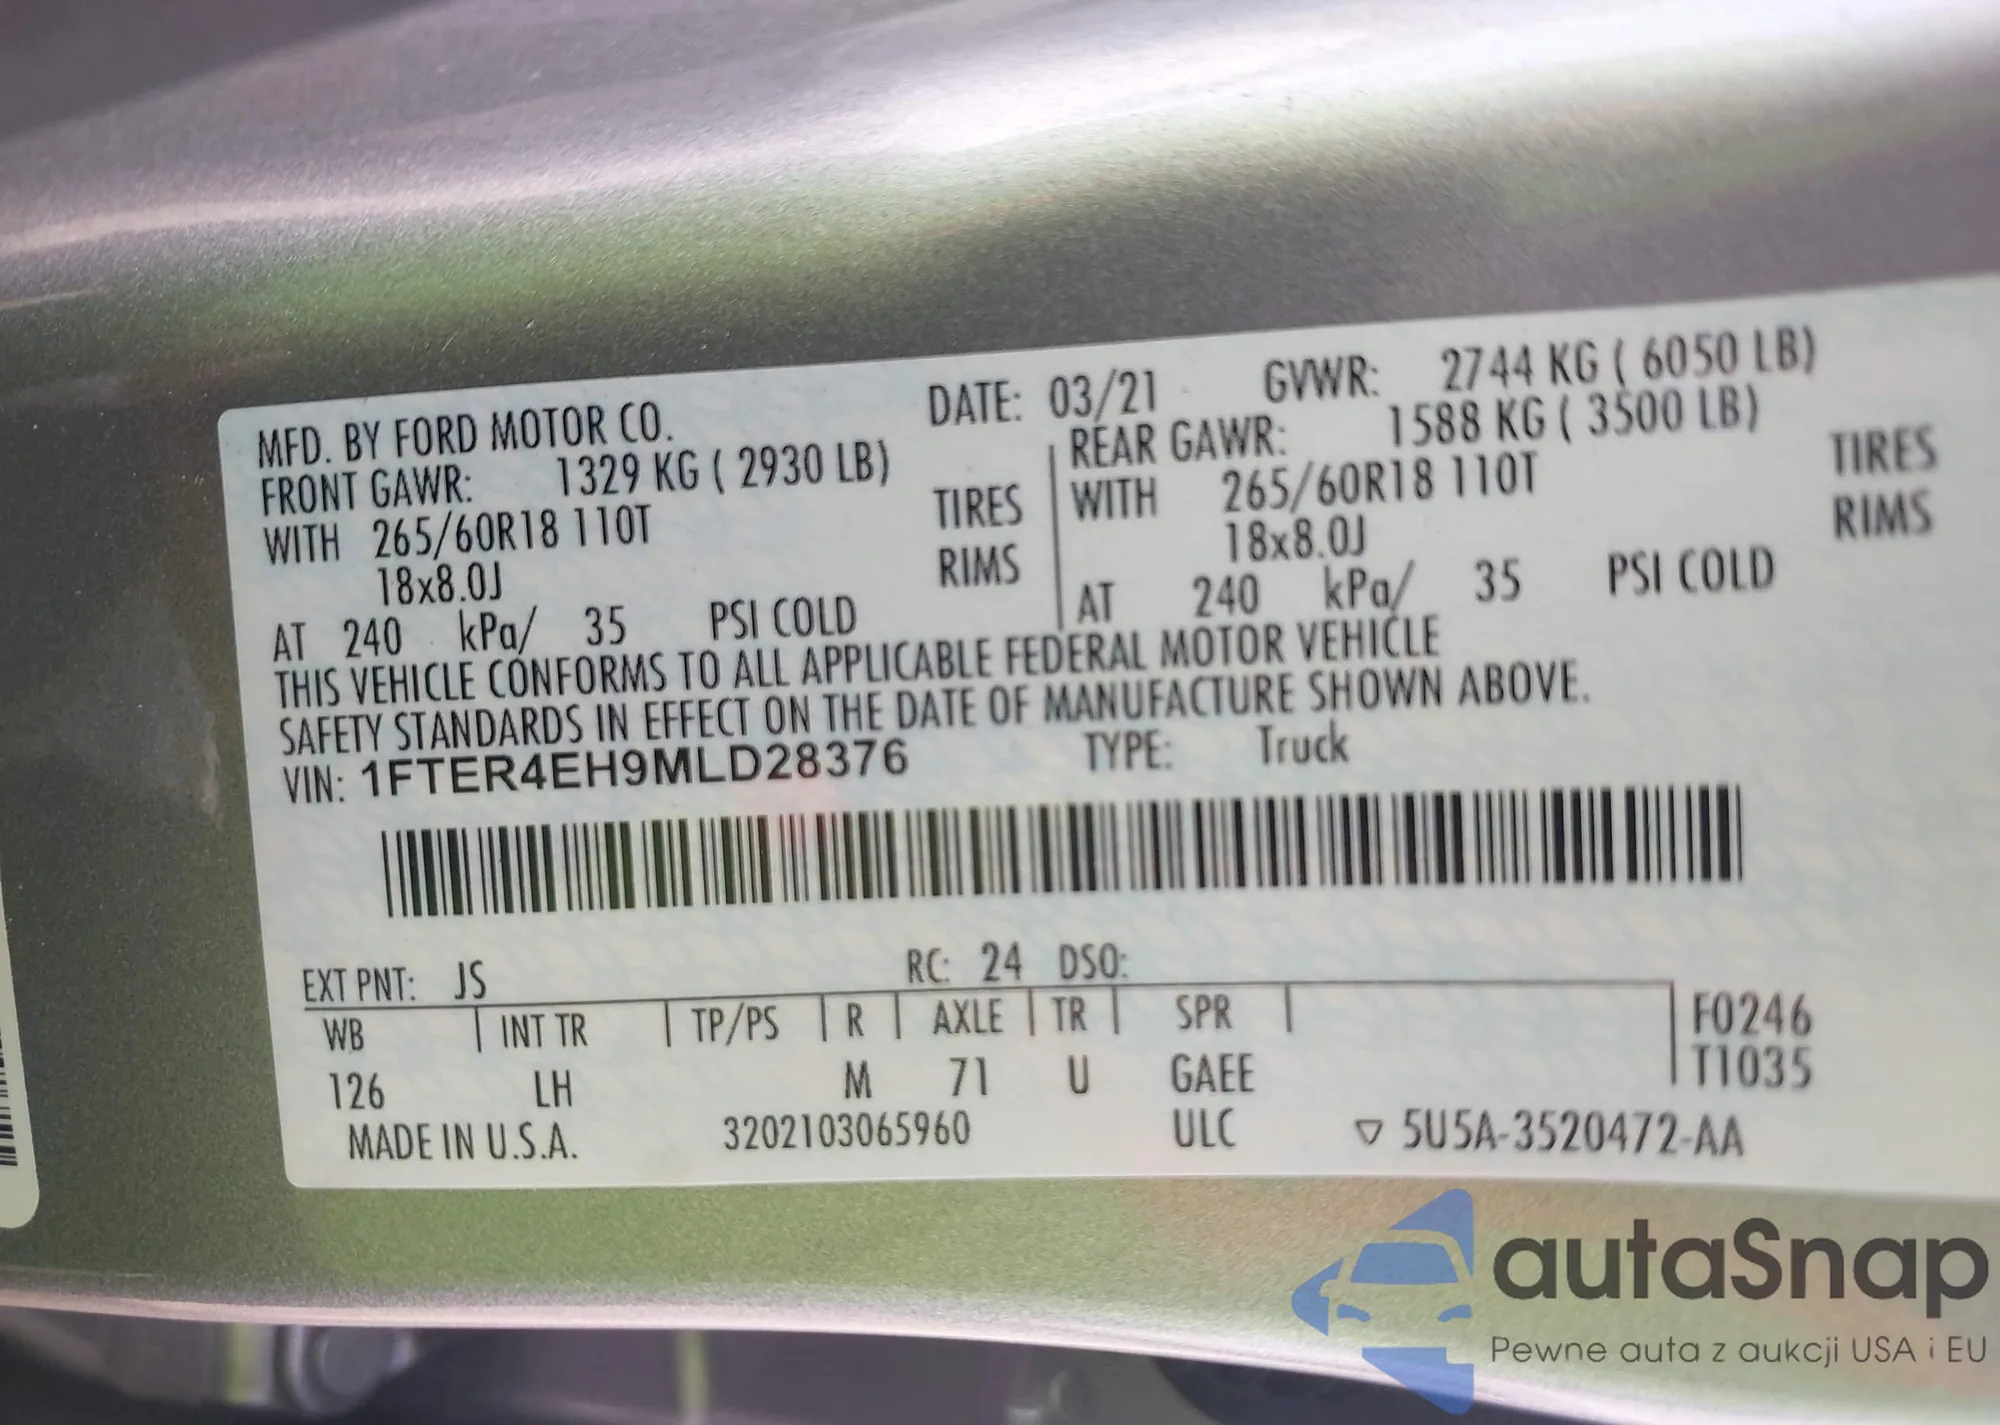 MFD. BY FORD MOTOR CO. DATE: 03/21 GVWR: 2744 KG ( 6050 LB)
FRONT GAWR: 1329 KG ( 2930 LB) REAR GAWR: 1588 KG ( 3500 LB)
WITH 265/60R18 110T TIRES WITH 265/60R18 110T TIRES
18x8.0J RIMS 18x8.0J RIMS
AT 240 kPa/ 35 PSI COLD AT 240 kPa/ 35 PSI COLD
THIS VEHICLE CONFORMS TO ALL APPLICABLE FEDERAL MOTOR VEHICLE
SAFETY STANDARDS IN EFFECT ON THE DATE OF MANUFACTURE SHOWN ABOVE.
VIN: 1FTER4EH9MLD28376 TYPE: Truck
EXT PNT: JS RC: 24 DSO:
WB INT TR TP/PS R AXLE TR SPR F0246
126 LH M 71 U GAEE T1035
MADE IN U.S.A. 3202103065960 ULC ▽ 5U5A-3520472-AA
autaSnap
Pewne auta z aukcji USA i EU